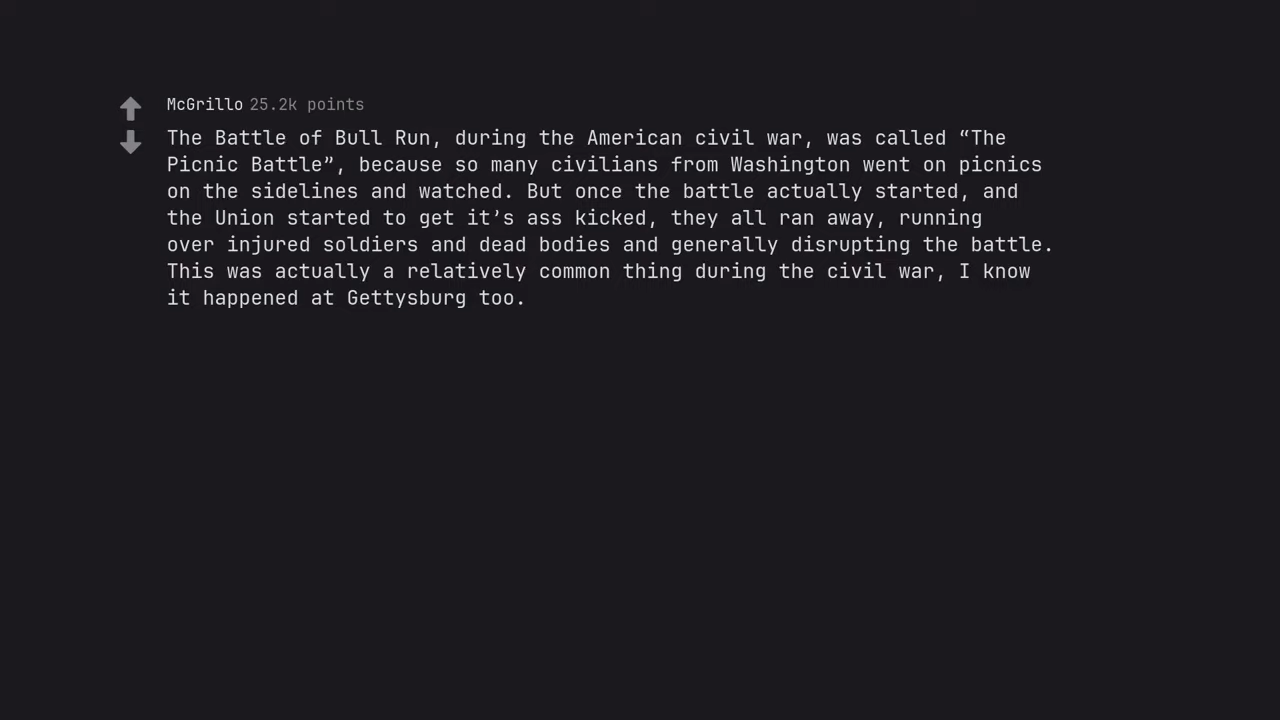 McGrillo 25.2k points
The Battle of Bull Run, during the American civil war, was called “The
Picnic Battle”, because so many civilians from Washington went on picnics
on the sidelines and watched. But once the battle actually started, and
the Union started to get it’s ass kicked, they all ran away, running
over injured soldiers and dead bodies and generally disrupting the battle.
This was actually a relatively common thing during the civil war, I know
it happened at Gettysburg too.